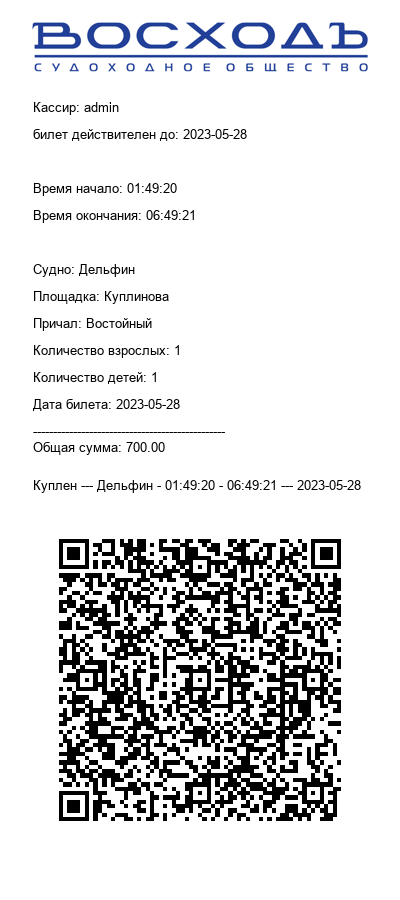 ВОСХОДЪ
СУДОХОДНОЕ ОБЩЕСТВО
Кассир: admin
билет действителен до: 2023-05-28
Время начало: 01:49:20
Время окончания: 06:49:21
Судно: Дельфин
Площадка: Куплинова
Причал: Востойный
Количество взрослых: 1
Количество детей: 1
Дата билета: 2023-05-28
------------------------------------------------
Общая сумма: 700.00
Куплен --- Дельфин - 01:49:20 - 06:49:21 --- 2023-05-28